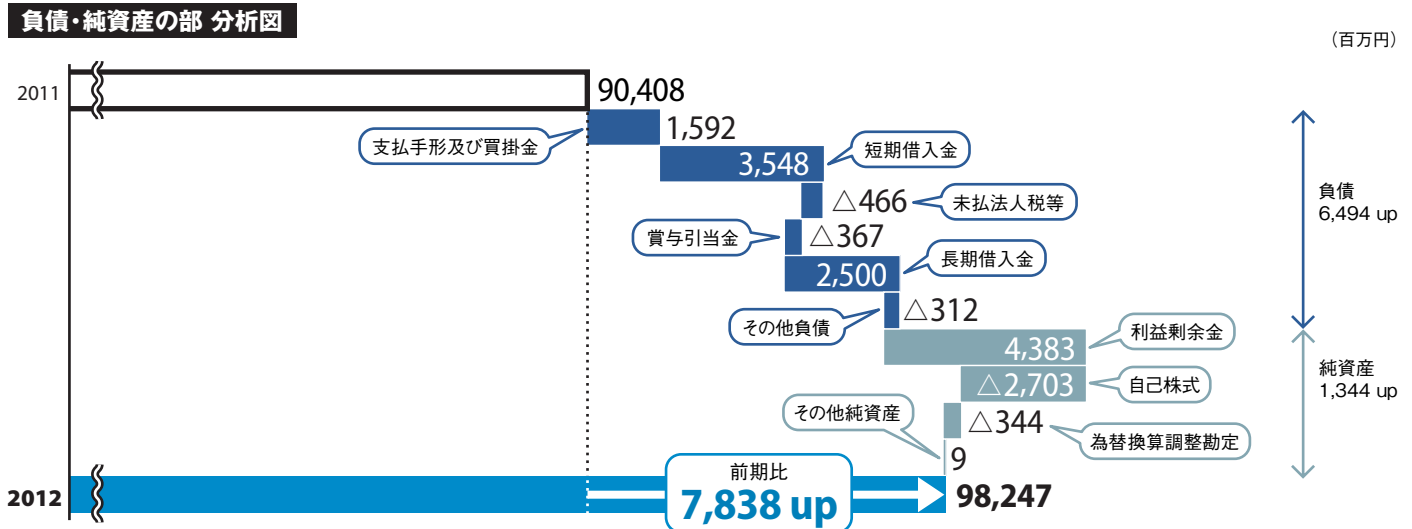 負債・純資産の部 分析図
(百万円)
2011
90,408
支払手形及び買掛金
1,592
3,548
短期借入金
△466
未払法人税等
賞与引当金
△367
2,500
長期借入金
その他負債
△312
負債
6,494 up
4,383
利益剰余金
△2,703
自己株式
その他純資産
△344
為替換算調整勘定
9
純資産
1,344 up
2012
前期比
7,838 up
98,247